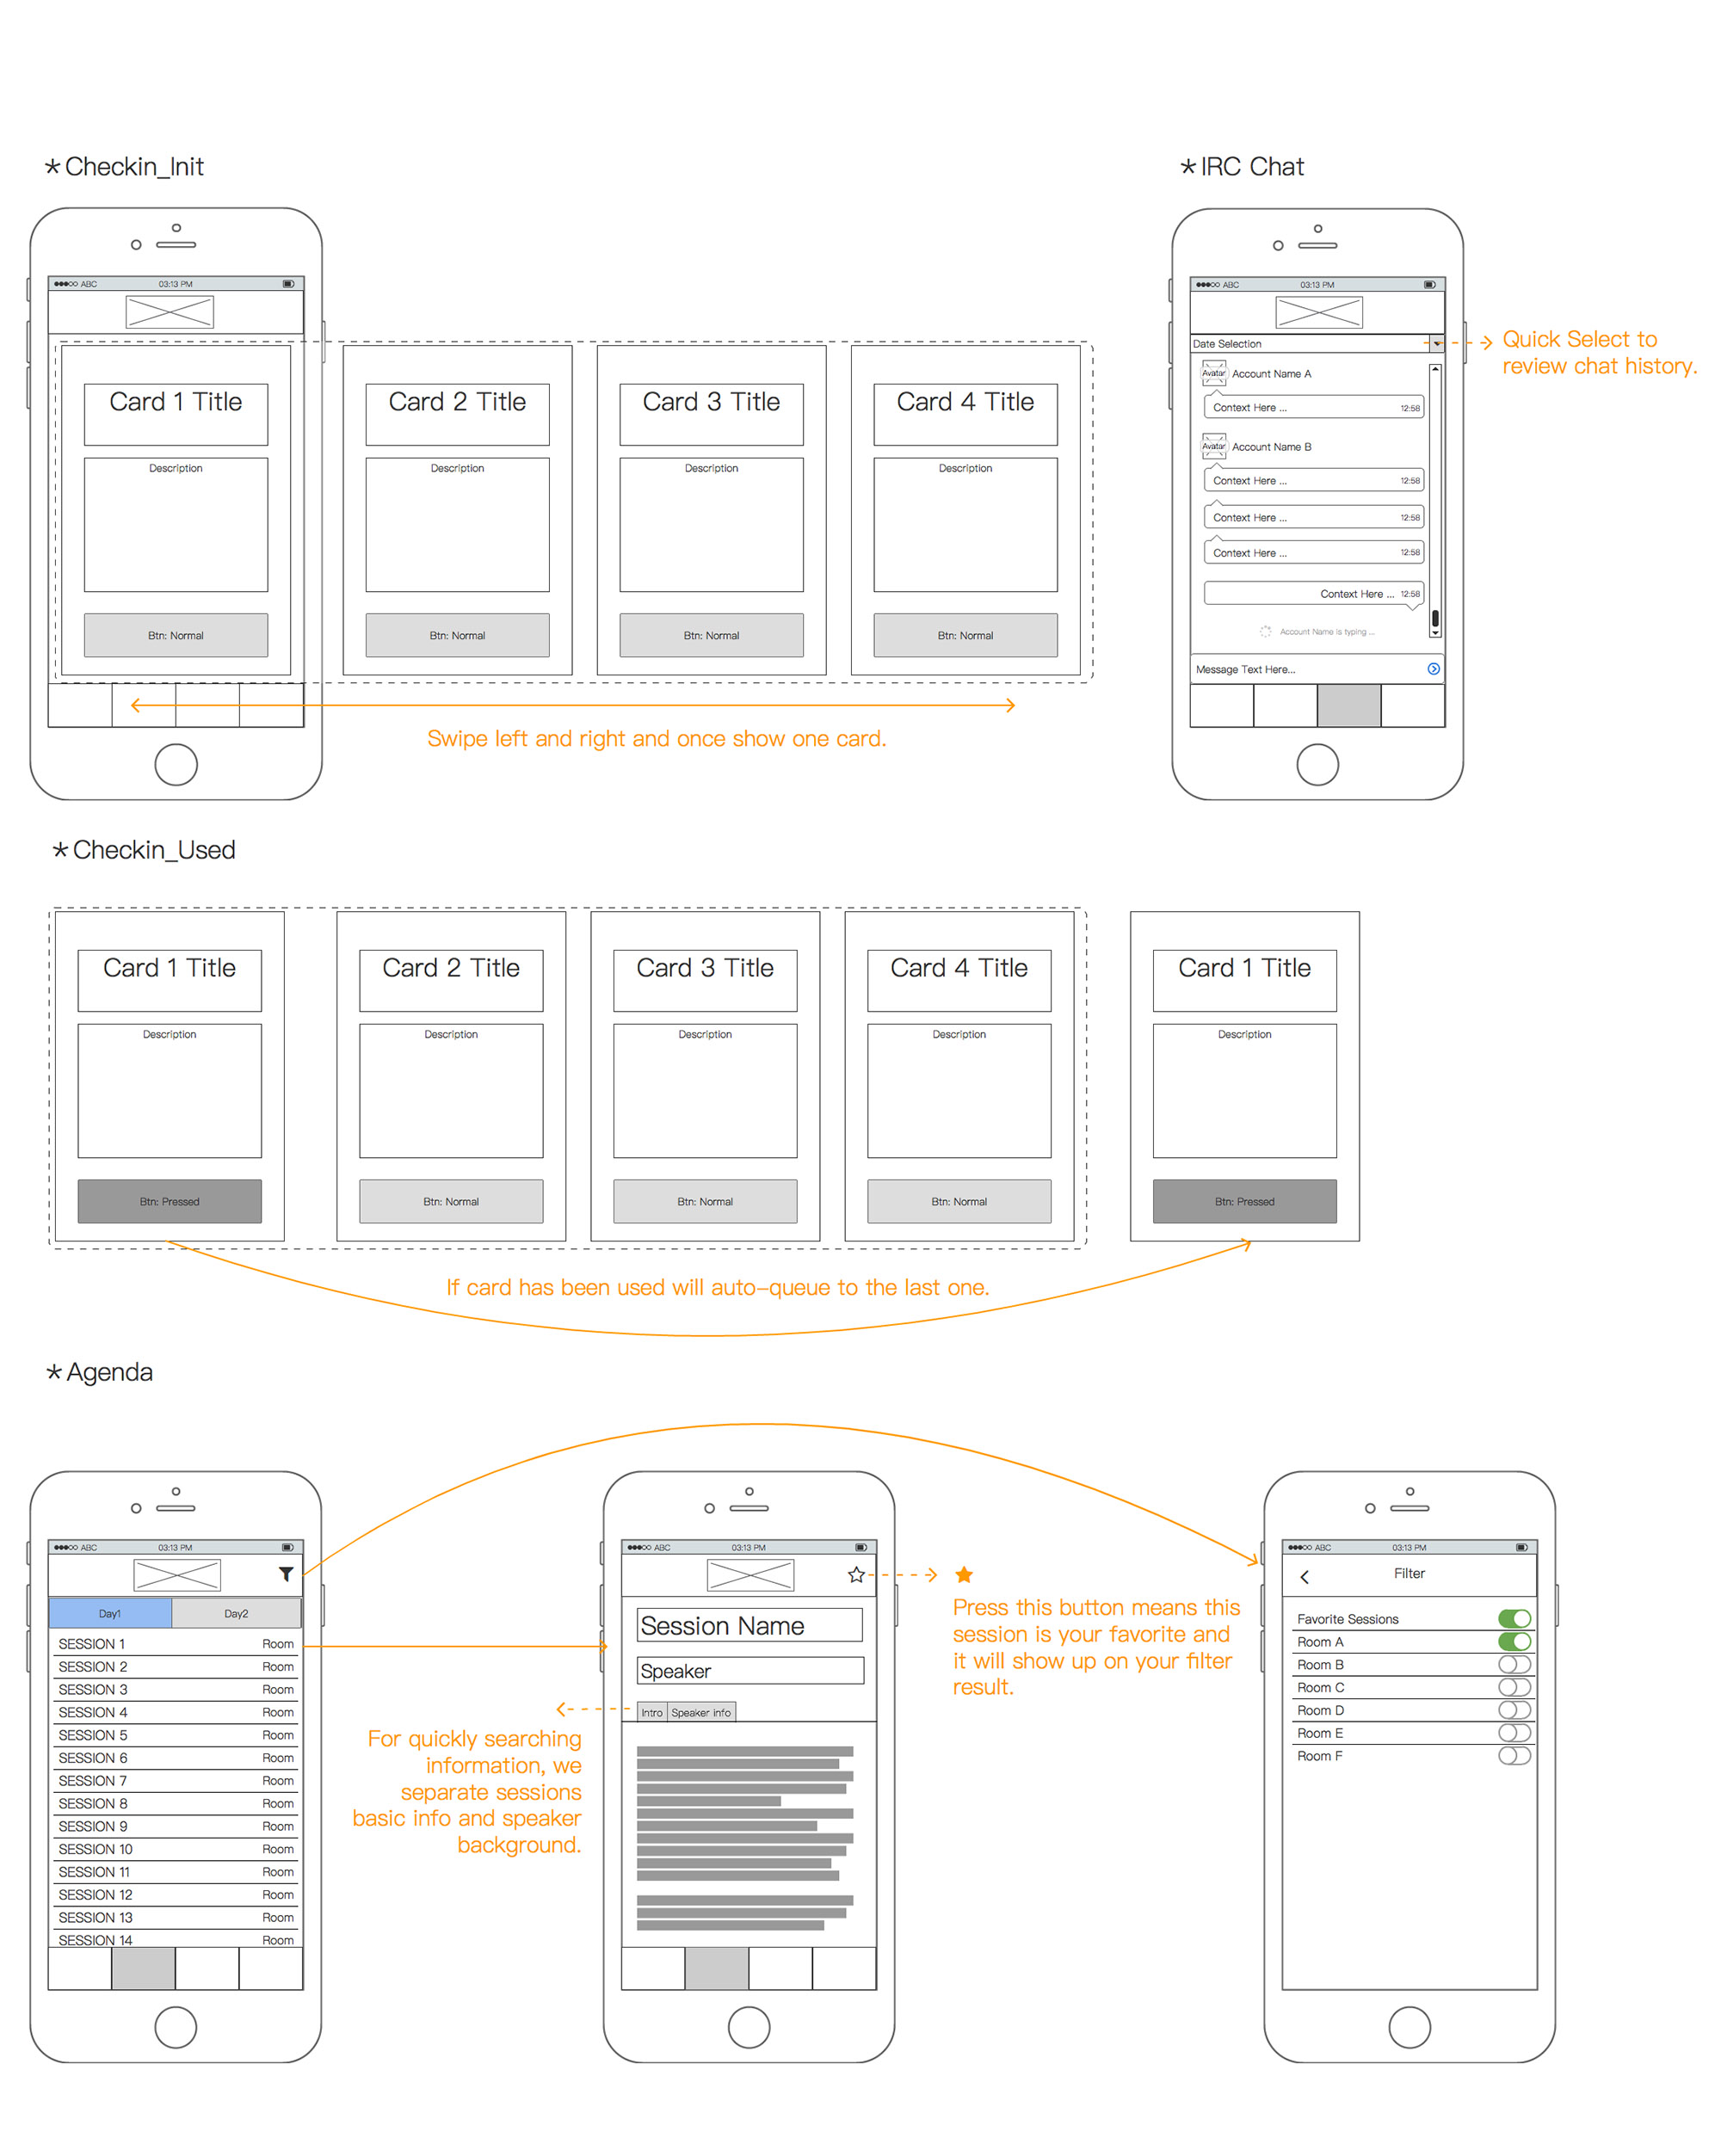 *Checkin_Init
ABC 03:13 PM
Card 1 Title
Description
Btn: Normal
Card 2 Title
Description
Btn: Normal
Card 3 Title
Description
Btn: Normal
Card 4 Title
Description
Btn: Normal
Swipe left and right and once show one card.
*IRC Chat
ABC 03:13 PM
Date Selection
Avatar Account Name A
Context Here ... 12:58
Avatar Account Name B
Context Here ... 12:58
Context Here ... 12:58
Context Here ... 12:58
Context Here ... 12:58
Account Name is typing ...
Message Text Here...
Quick Select to
review chat history.
*Checkin_Used
Card 1 Title
Description
Btn: Pressed
Card 2 Title
Description
Btn: Normal
Card 3 Title
Description
Btn: Normal
Card 4 Title
Description
Btn: Normal
Card 1 Title
Description
Btn: Pressed
If card has been used will auto-queue to the last one.
*Agenda
ABC 03:13 PM
Day1 Day2
SESSION 1 Room
SESSION 2 Room
SESSION 3 Room
SESSION 4 Room
SESSION 5 Room
SESSION 6 Room
SESSION 7 Room
SESSION 8 Room
SESSION 9 Room
SESSION 10 Room
SESSION 11 Room
SESSION 12 Room
SESSION 13 Room
SESSION 14 Room
For quickly searching
information, we
separate sessions
basic info and speaker
background.
ABC 03:13 PM
Session Name
Speaker
Intro Speaker info
Press this button means this
session is your favorite and
it will show up on your filter
result.
ABC 03:13 PM
Filter
Favorite Sessions
Room A
Room B
Room C
Room D
Room E
Room F